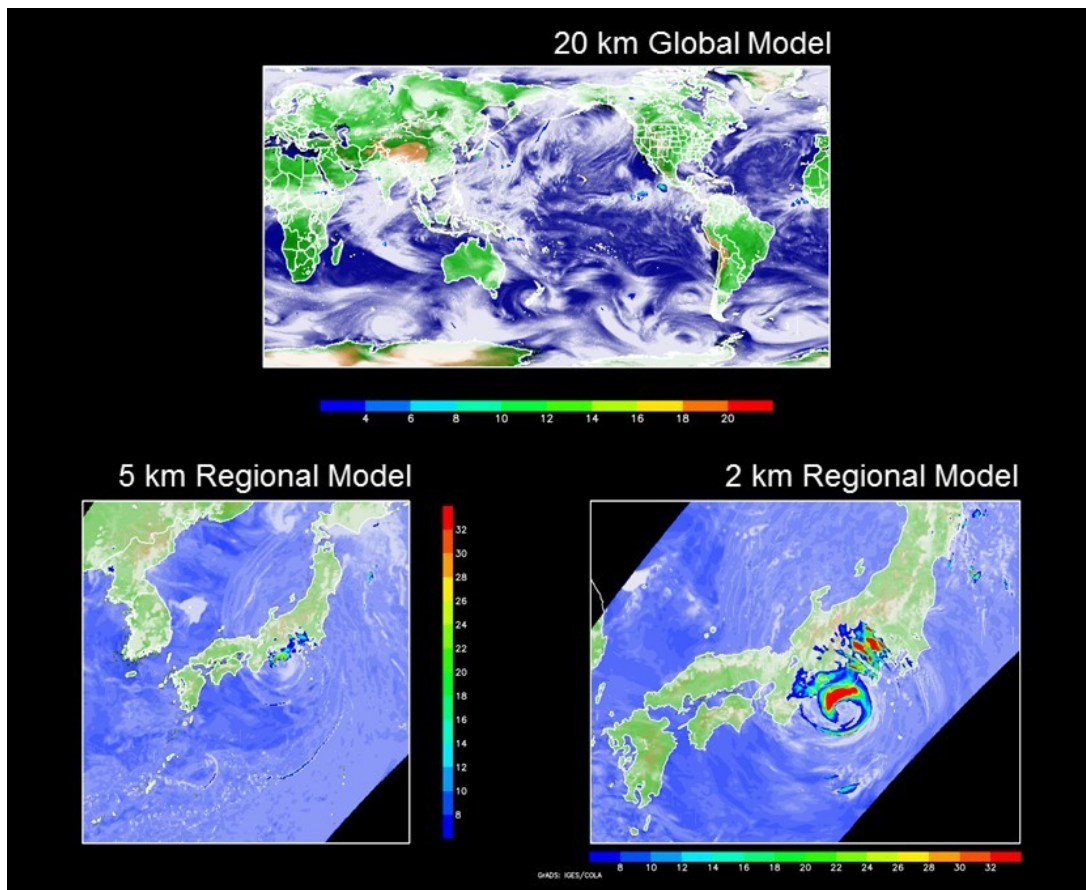 20 km Global Model
4 6 8 10 12 14 16 18 20
5 km Regional Model
32
30
28
26
24
22
20
18
16
14
12
10
8
2 km Regional Model
8 10 12 14 16 18 20 22 24 26 28 30 32
GrADS: IGES/COLA